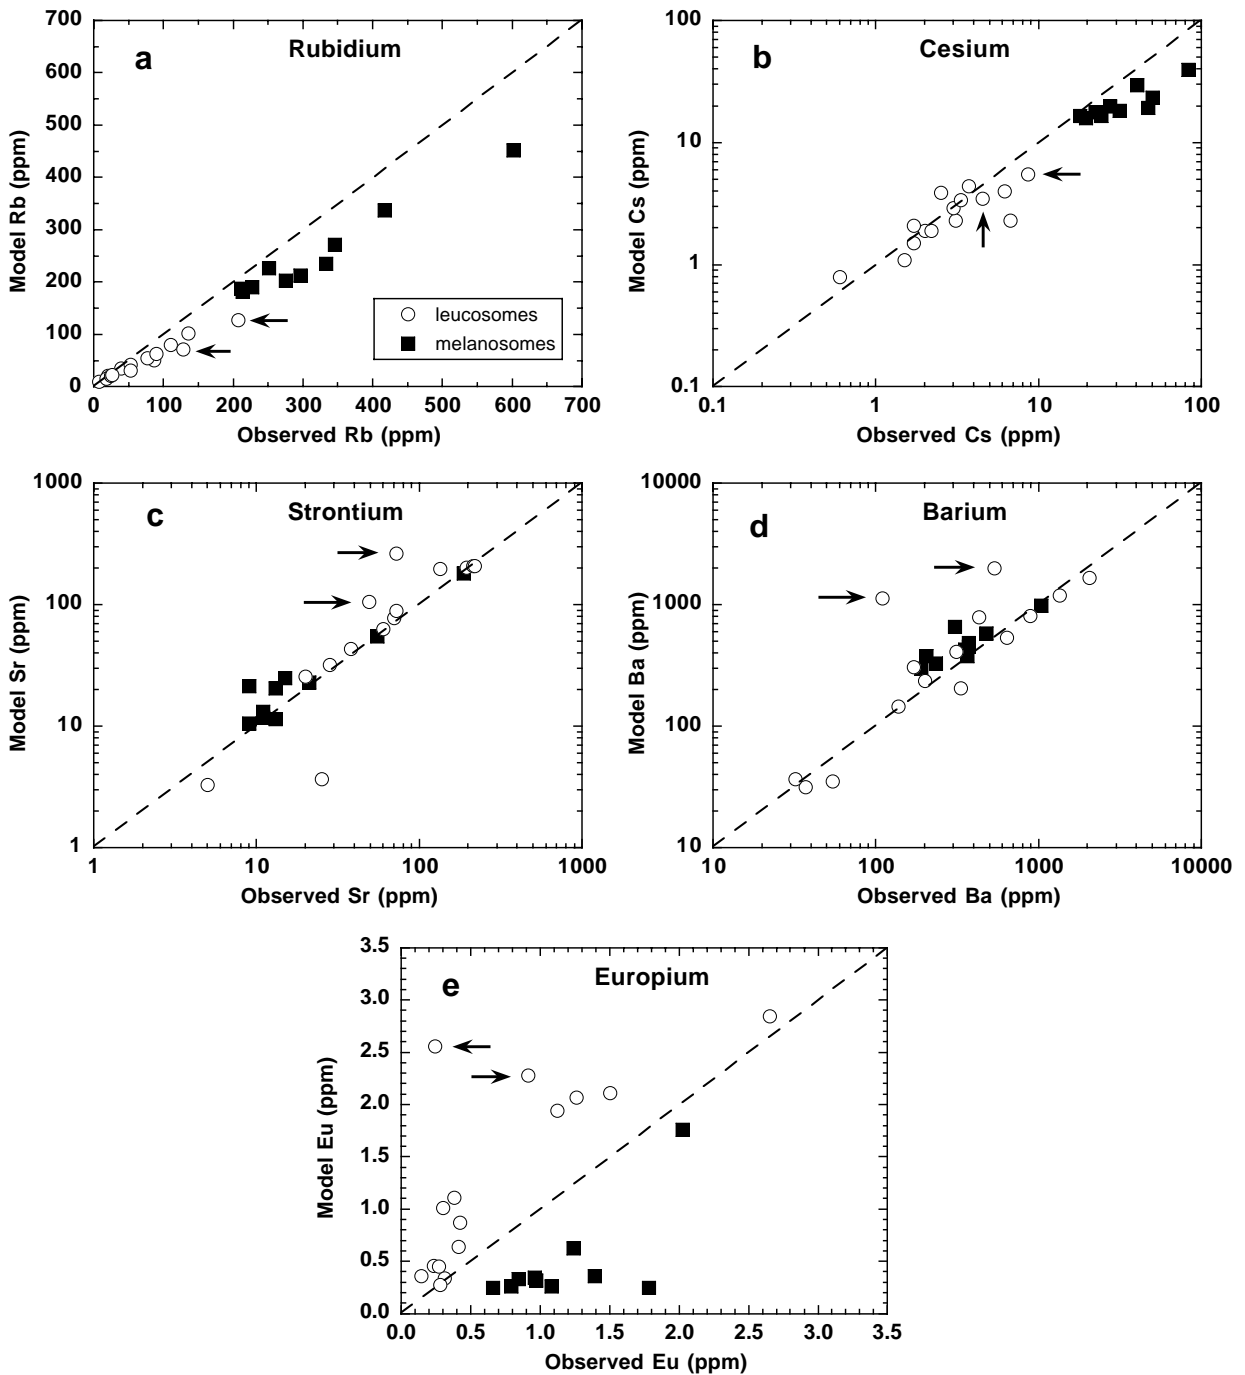 a
Rubidium
Model Rb (ppm)
700
600
500
400
300
200
100
0
leucosomes
melanosomes
0 100 200 300 400 500 600 700
Observed Rb (ppm)
b
Cesium
Model Cs (ppm)
100
10
1
0.1
0.1 1 10 100
Observed Cs (ppm)
c
Strontium
Model Sr (ppm)
1000
100
10
1
1 10 100 1000
Observed Sr (ppm)
d
Barium
Model Ba (ppm)
10000
1000
100
10
10 100 1000 10000
Observed Ba (ppm)
e
Europium
Model Eu (ppm)
3.5
3.0
2.5
2.0
1.5
1.0
0.5
0.0
0.0 0.5 1.0 1.5 2.0 2.5 3.0 3.5
Observed Eu (ppm)